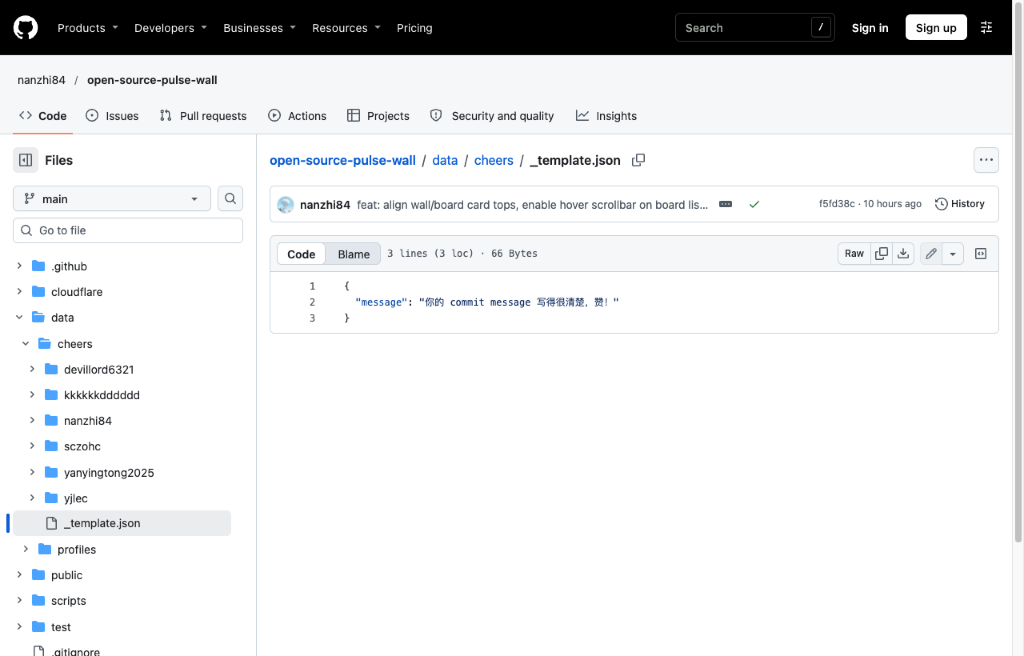 Products Developers Businesses Resources Pricing Search / Sign in Sign up
nanzhi84 / open-source-pulse-wall
Code Issues Pull requests Actions Projects Security and quality Insights
Files
main
Go to file
.github
cloudflare
data
cheers
devillord6321
kkkkkkdddddd
nanzhi84
sczohc
yanyingtong2025
yjlec
_template.json
profiles
public
scripts
test
.gitignore
open-source-pulse-wall / data / cheers / _template.json
nanzhi84 feat: align wall/board card tops, enable hover scrollbar on board lis… f5fd38c · 10 hours ago History
Code Blame 3 lines (3 loc) · 66 Bytes Raw
1 {
2 "message": "你的 commit message 写得很清楚，赞！"
3 }